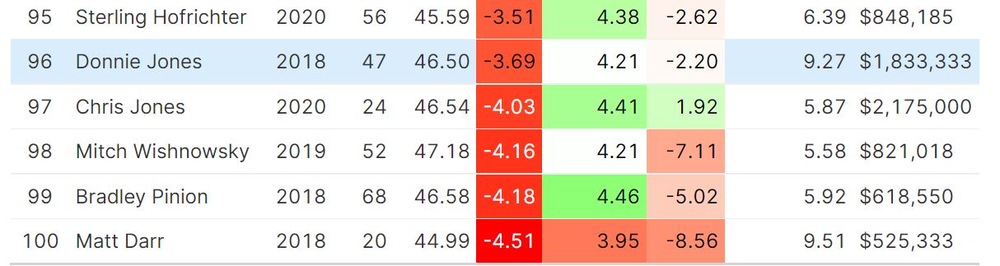 95 Sterling Hofrichter 2020 56 45.59 -3.51 4.38 -2.62 6.39 $848,185
96 Donnie Jones 2018 47 46.50 -3.69 4.21 -2.20 9.27 $1,833,333
97 Chris Jones 2020 24 46.54 -4.03 4.41 1.92 5.87 $2,175,000
98 Mitch Wishnowsky 2019 52 47.18 -4.16 4.21 -7.11 5.58 $821,018
99 Bradley Pinion 2018 68 46.58 -4.18 4.46 -5.02 5.92 $618,550
100 Matt Darr 2018 20 44.99 -4.51 3.95 -8.56 9.51 $525,333